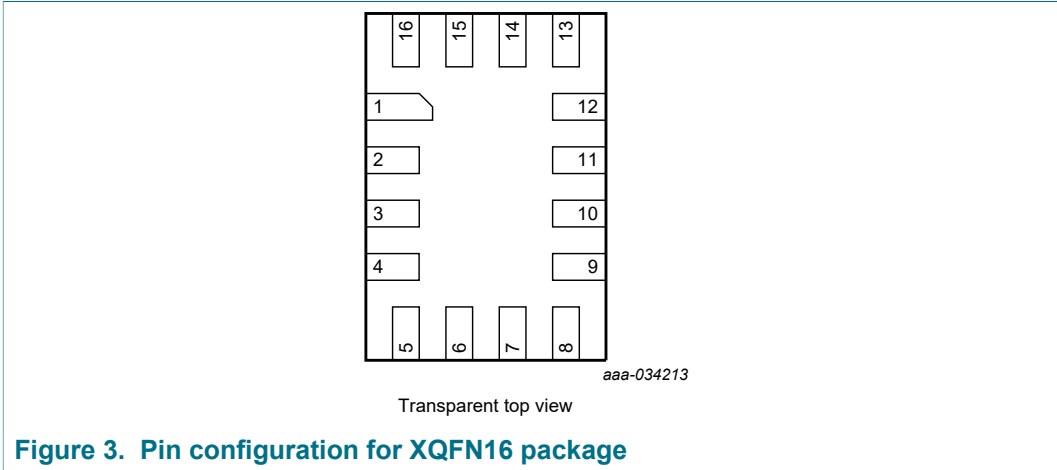 16 15 14 13
1 12
2 11
3 10
4 9
5 6 7 8
aaa-034213
Transparent top view
Figure 3. Pin configuration for XQFN16 package